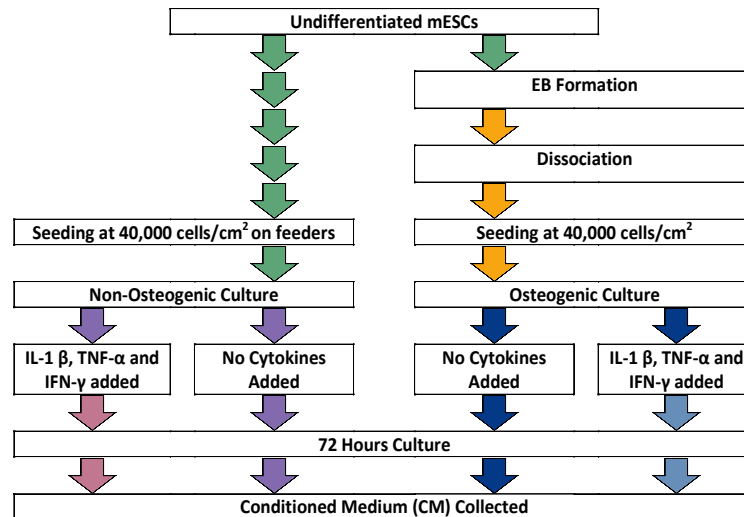 Undifferentiated mESCs
EB Formation
Dissociation
Seeding at 40,000 cells/cm² on feeders
Seeding at 40,000 cells/cm²
Non-Osteogenic Culture
Osteogenic Culture
IL-1 β, TNF-α and
IFN-γ added
No Cytokines
Added
No Cytokines
Added
IL-1 β, TNF-α and
IFN-γ added
72 Hours Culture
Conditioned Medium (CM) Collected